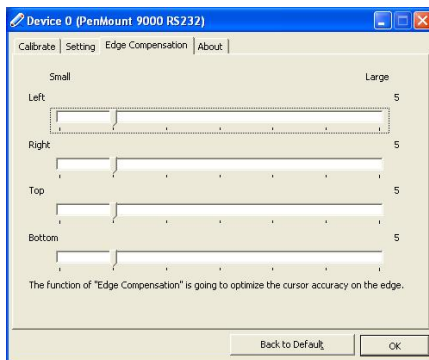 Device 0 (PenMount 9000 RS232)
Calibrate Setting Edge Compensation About
Small Large
Left 5
Right 5
Top 5
Bottom 5
The function of "Edge Compensation" is going to optimize the cursor accuracy on the edge.
Back to Default OK